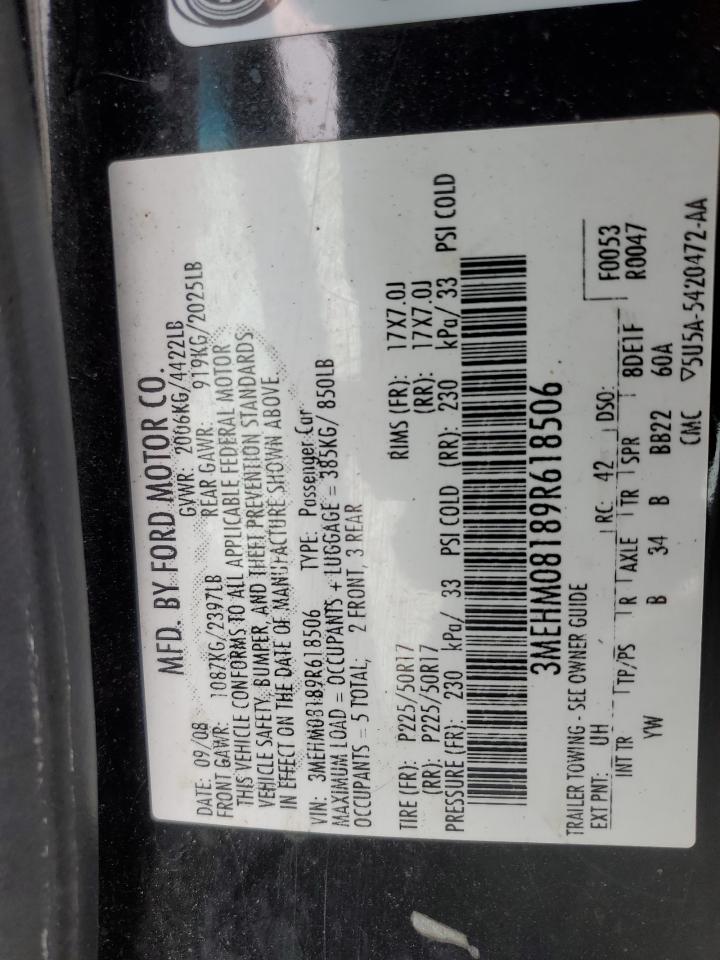 MFD. BY FORD MOTOR CO.
DATE: 09/08 GVWR: 2006KG/4422LB
FRONT GAWR: 1087KG/2397LB REAR GAWR: 919KG/2025LB
THIS VEHICLE CONFORMS TO ALL APPLICABLE FEDERAL MOTOR
VEHICLE SAFETY, BUMPER, AND THEFT PREVENTION STANDARDS
IN EFFECT ON THE DATE OF MANUFACTURE SHOWN ABOVE.
VIN: 3MEHM08189R618506 TYPE: Passenger Car
MAXIMUM LOAD = OCCUPANTS + LUGGAGE = 385KG/ 850LB
OCCUPANTS = 5 TOTAL; 2 FRONT, 3 REAR
TIRE (FR): P225/50R17 RIMS (FR): 17X7.0J
(RR): P225/50R17 (RR): 17X7.0J
PRESSURE (FR): 230 kPa/ 33 PSI COLD (RR): 230 kPa/ 33 PSI COLD
3MEHM08189R618506
TRAILER TOWING - SEE OWNER GUIDE
EXT PNT: UH RC: 42 DSO: F0053
INT TR TP/PS R AXLE TR SPR 8DE1F R0047
YW B 34 B BB22 60A
CMC ▽5U5A-5420472-AA